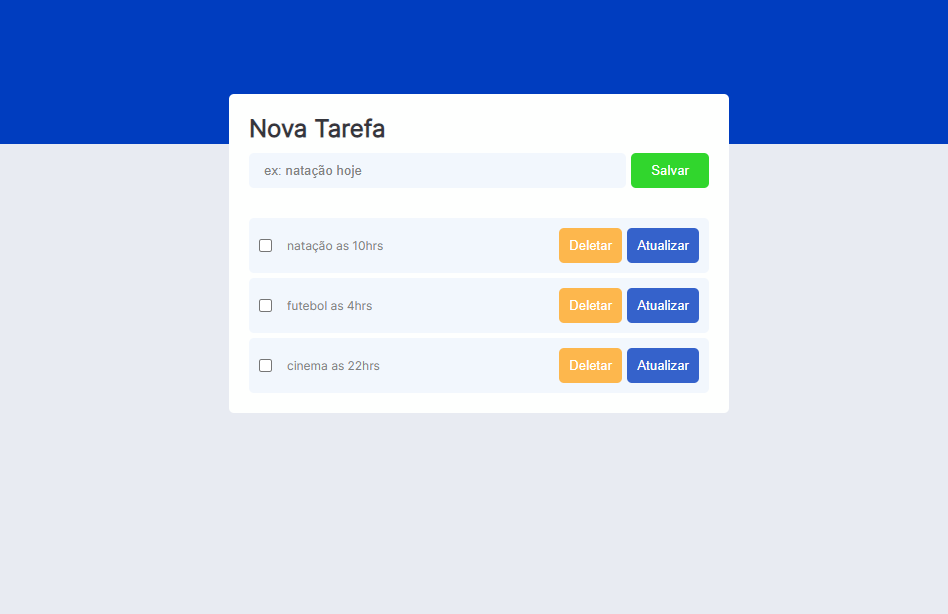 Nova Tarefa
ex: natação hoje Salvar
natação as 10hrs Deletar Atualizar
futebol as 4hrs Deletar Atualizar
cinema as 22hrs Deletar Atualizar